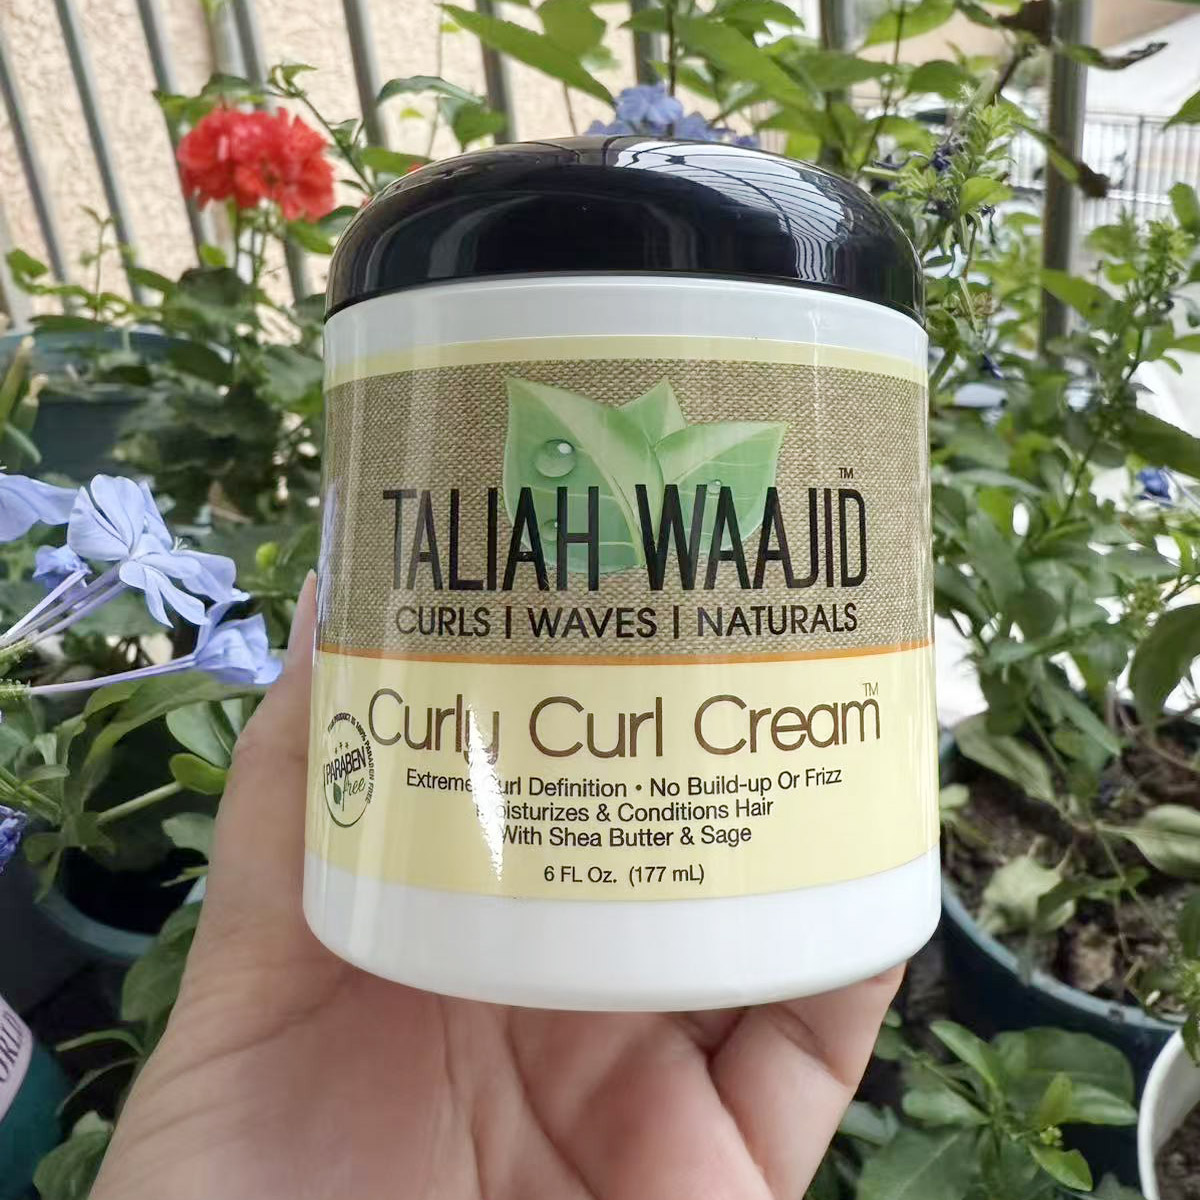 TALIAH WAAJID™
CURLS | WAVES | NATURALS
Curly Curl Cream™
PARABEN
free
Extreme Curl Definition • No Build-up Or Frizz
Moisturizes & Conditions Hair
With Shea Butter & Sage
6 FL Oz. (177 mL)